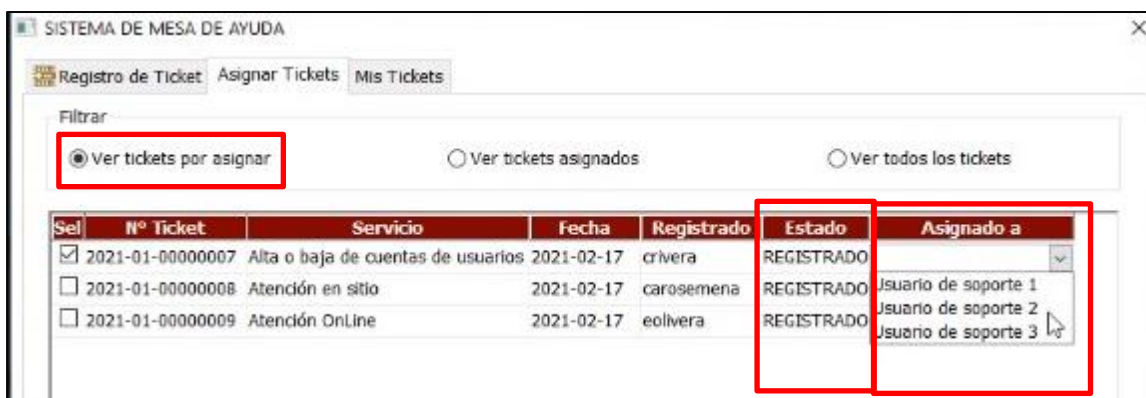 SISTEMA DE MESA DE AYUDA
Registro de Ticket Asignar Tickets Mis Tickets
Filtrar
Ver tickets por asignar Ver tickets asignados Ver todos los tickets
Sel Nº Ticket Servicio Fecha Registrado Estado Asignado a
2021-01-00000007 Alta o baja de cuentas de usuarios 2021-02-17 crivera REGISTRADO
2021-01-00000008 Atención en sitio 2021-02-17 carosemena REGISTRADO
2021-01-00000009 Atención OnLine 2021-02-17 eolivera REGISTRADO
Usuario de soporte 1
Usuario de soporte 2
Usuario de soporte 3